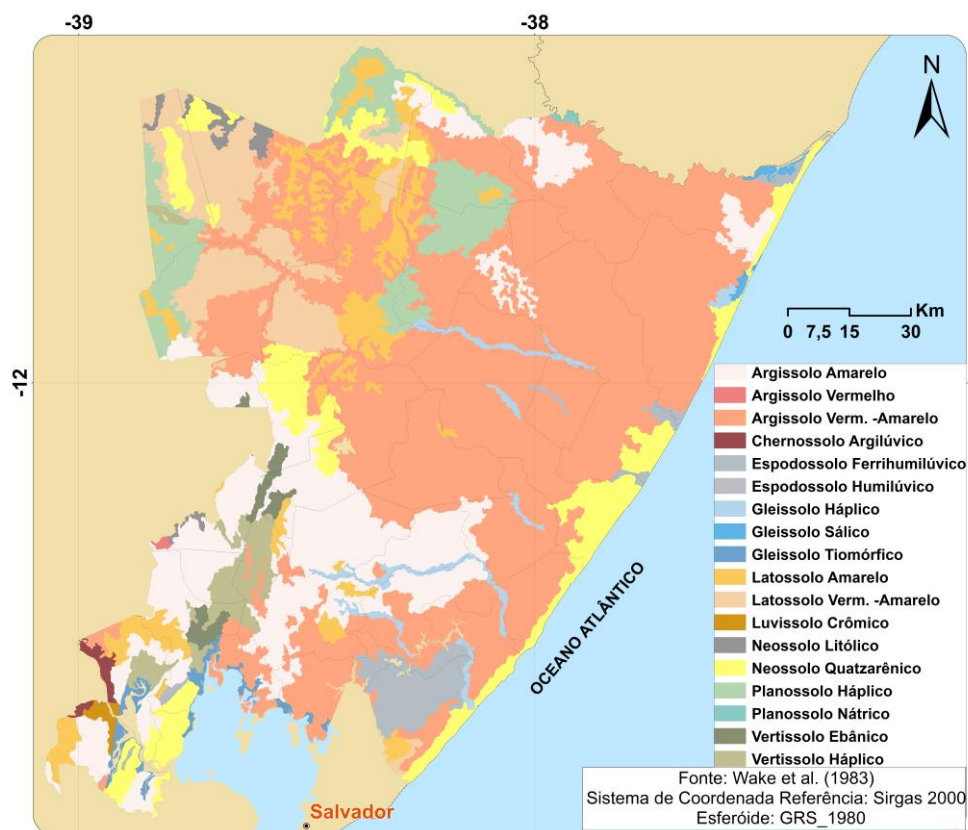 -39
-38
N
Km
0 7,5 15 30
-12
Argissolo Amarelo
Argissolo Vermelho
Argissolo Verm. -Amarelo
Chernossolo Argilúvico
Espodossolo Ferrihumilúvico
Espodossolo Humilúvico
Gleissolo Háplico
Gleissolo Sálico
Gleissolo Tiomórfico
Latossolo Amarelo
Latossolo Verm. -Amarelo
Luvissolo Crômico
Neossolo Litólico
Neossolo Quatzarênico
Planossolo Háplico
Planossolo Nátrico
Vertissolo Ebânico
Vertissolo Háplico
OCEANO ATLÂNTICO
Salvador
Fonte: Wake et al. (1983)
Sistema de Coordenada Referência: Sirgas 2000
Esferóide: GRS_1980